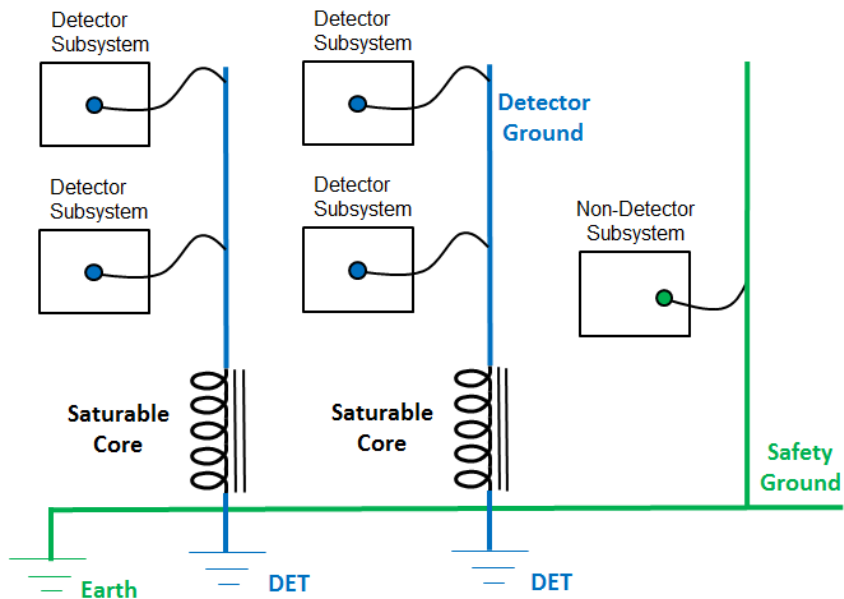 Detector
Subsystem
Detector
Subsystem
Detector
Ground
Detector
Subsystem
Detector
Subsystem
Non-Detector
Subsystem
Saturable
Core
Saturable
Core
Safety
Ground
Earth
DET
DET